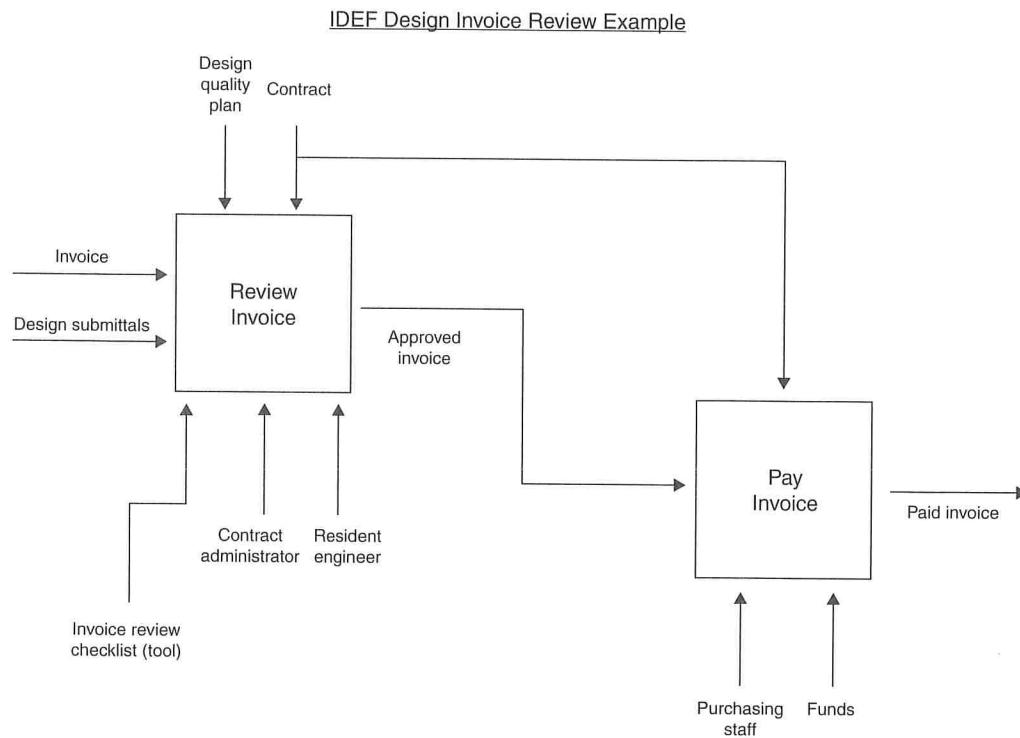 IDEF Design Invoice Review Example
Design
quality
plan
Contract
Invoice
Design submittals
Review
Invoice
Approved
invoice
Contract
administrator
Resident
engineer
Invoice review
checklist (tool)
Pay
Invoice
Paid invoice
Purchasing
staff
Funds